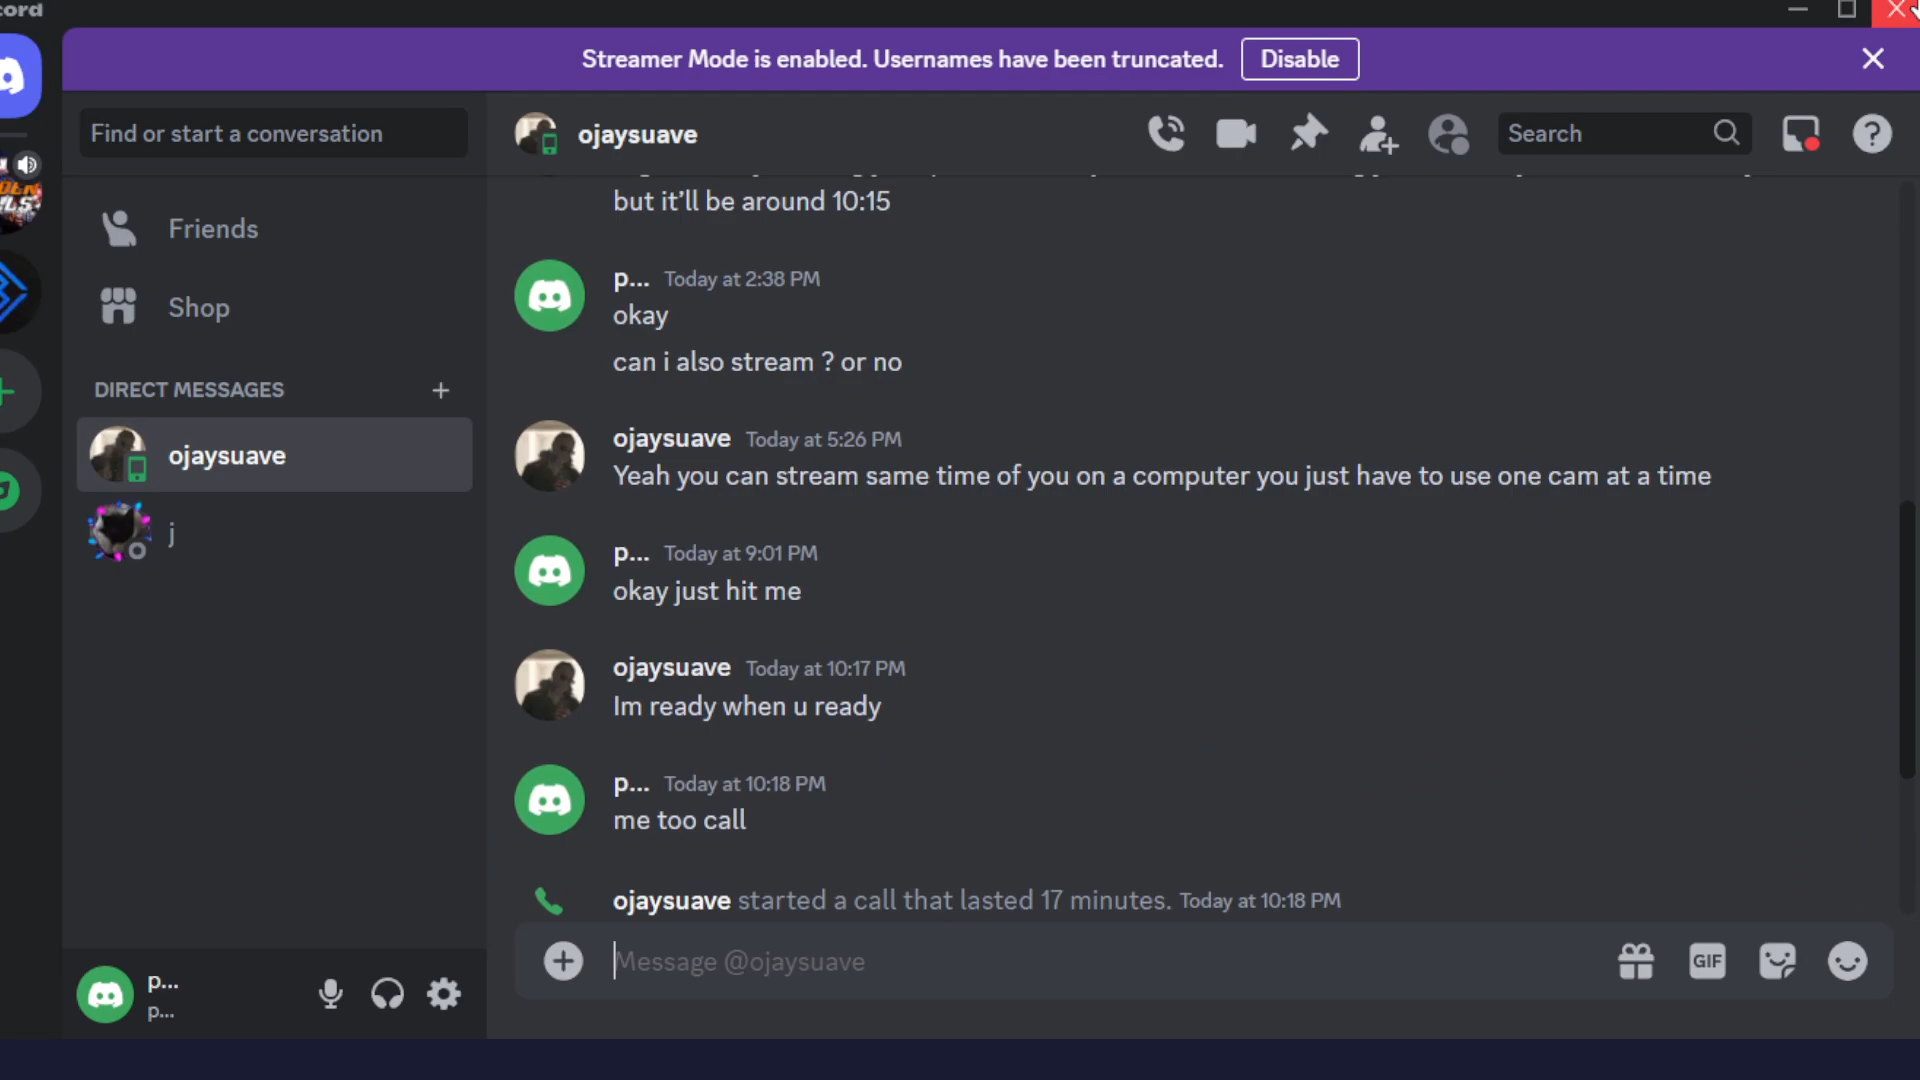 cord
Streamer Mode is enabled. Usernames have been truncated.
Disable
Find or start a conversation
ojaysuave
Search
Friends
Shop
DIRECT MESSAGES
ojaysuave
j
but it’ll be around 10:15
p... Today at 2:38 PM
okay
can i also stream ? or no
ojaysuave Today at 5:26 PM
Yeah you can stream same time of you on a computer you just have to use one cam at a time
p... Today at 9:01 PM
okay just hit me
ojaysuave Today at 10:17 PM
Im ready when u ready
p... Today at 10:18 PM
me too call
ojaysuave started a call that lasted 17 minutes. Today at 10:18 PM
Message @ojaysuave
GIF
p...
p...